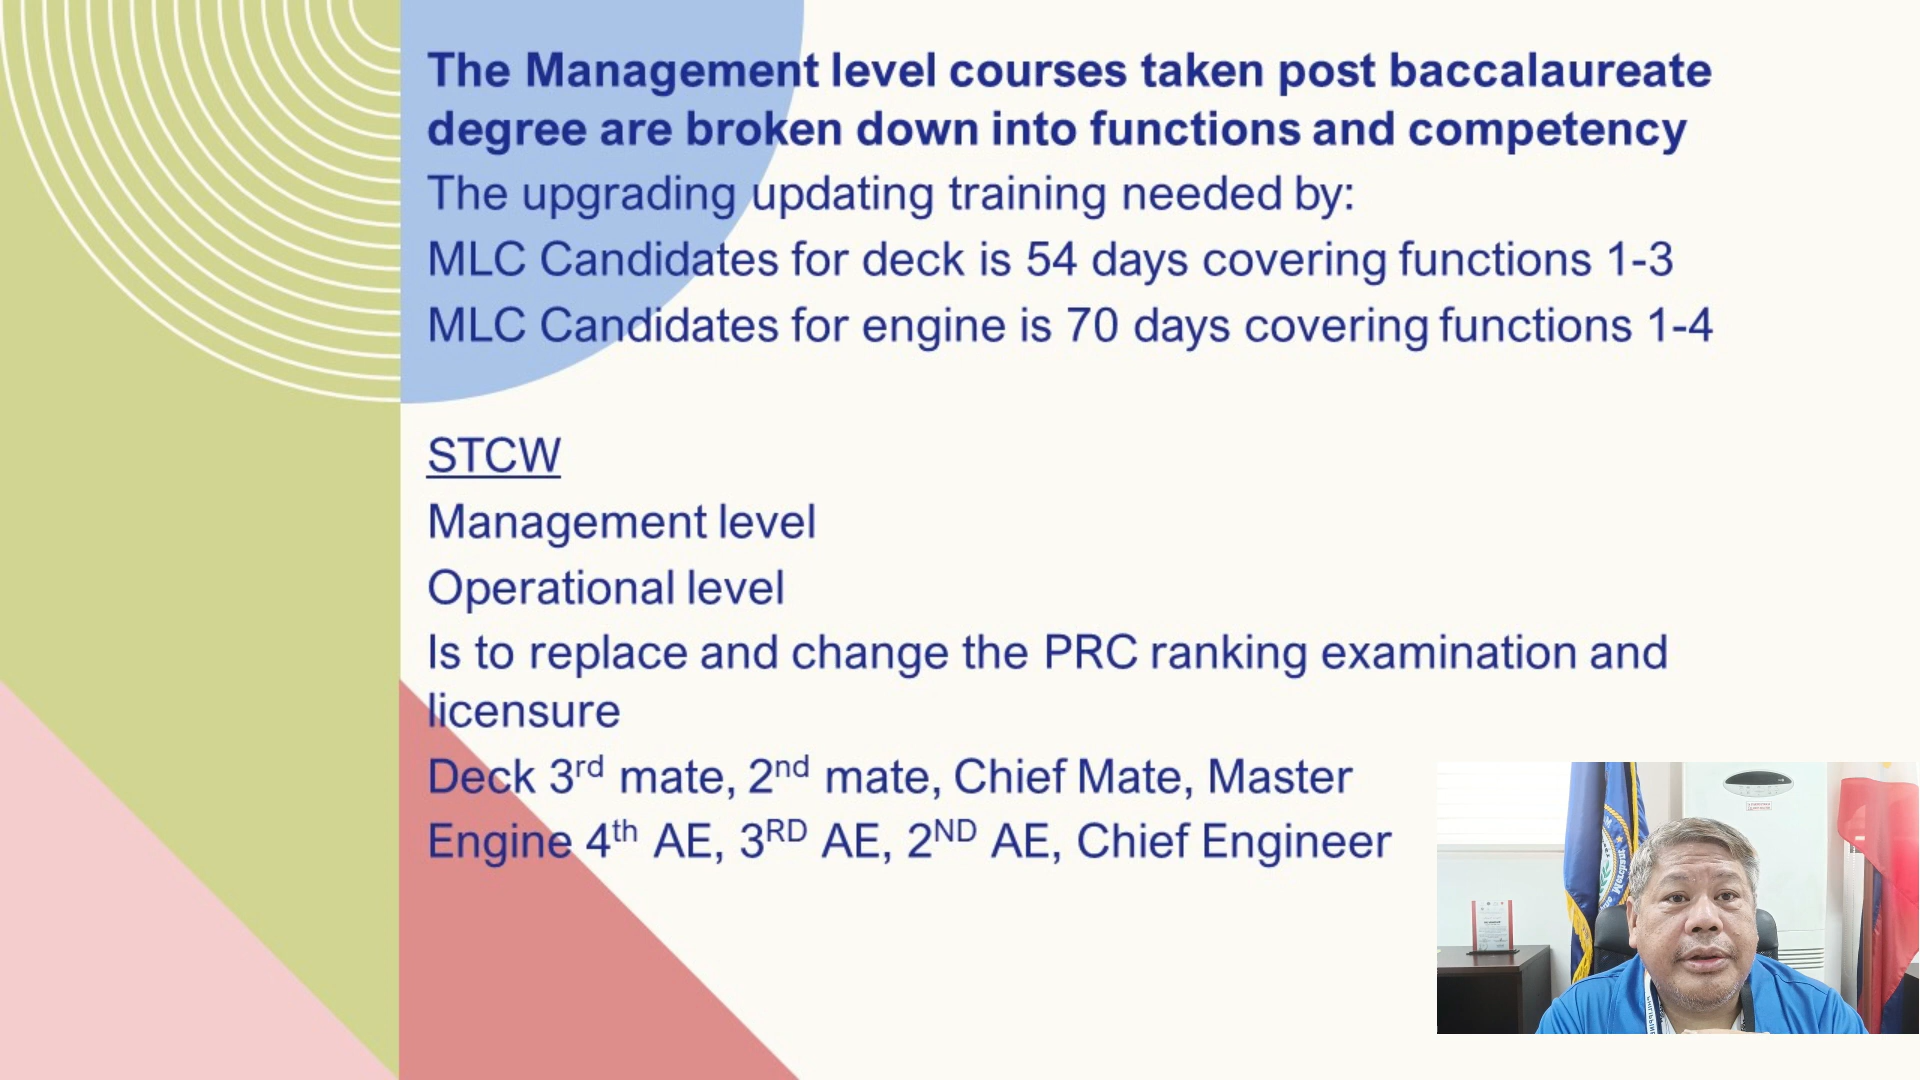 The Management level courses taken post baccalaureate
degree are broken down into functions and competency
The upgrading updating training needed by:
MLC Candidates for deck is 54 days covering functions 1-3
MLC Candidates for engine is 70 days covering functions 1-4
STCW
Management level
Operational level
Is to replace and change the PRC ranking examination and
licensure
Deck 3rd mate, 2nd mate, Chief Mate, Master
Engine 4th AE, 3RD AE, 2ND AE, Chief Engineer